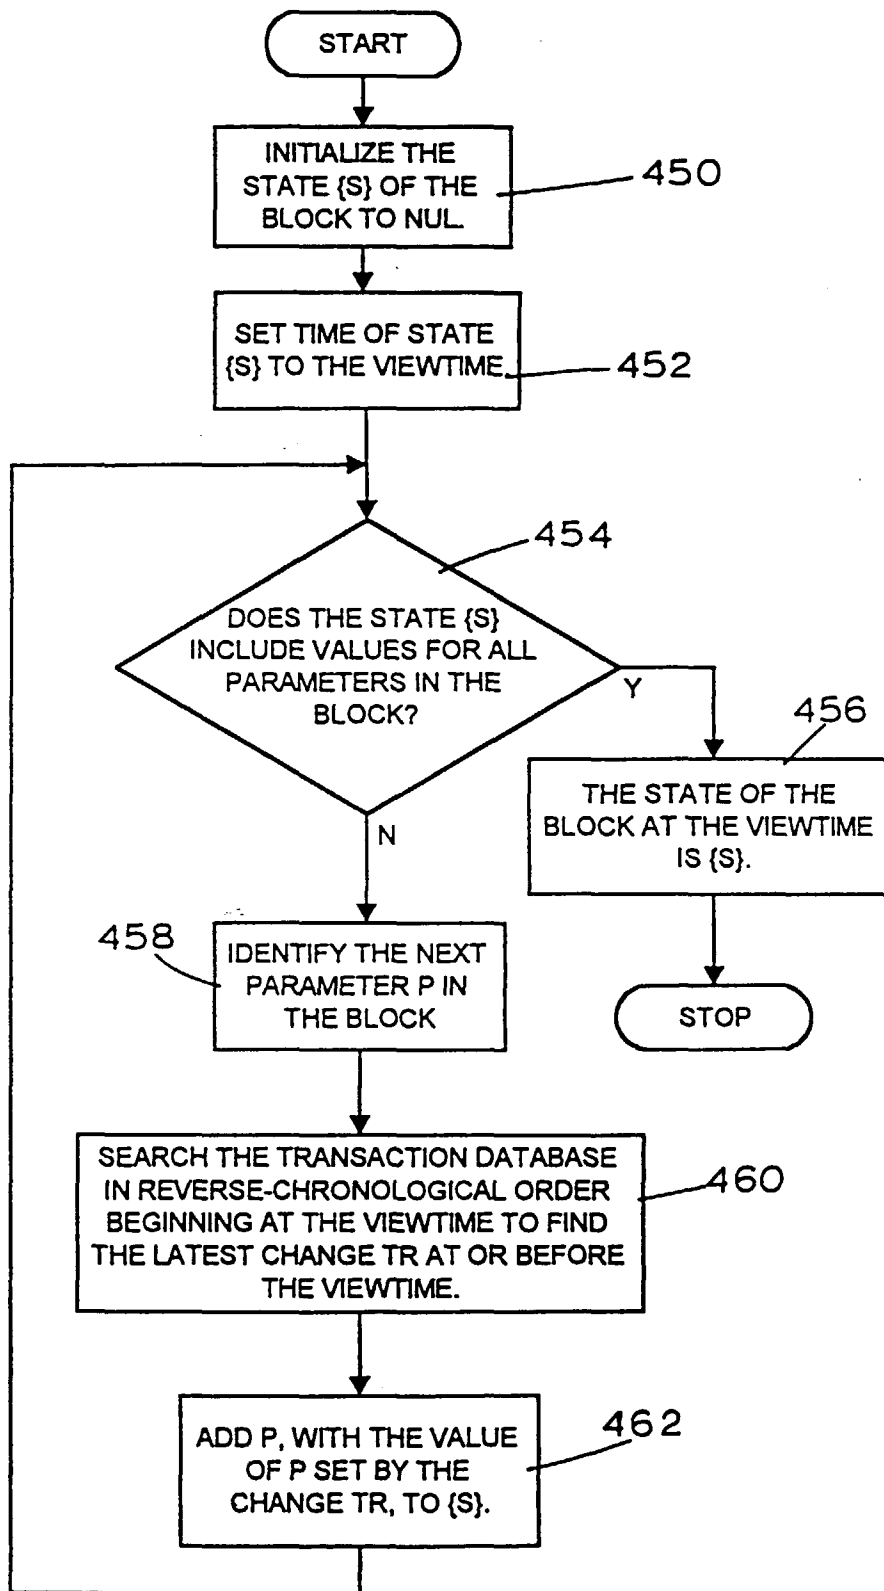 START
INITIALIZE THE
STATE {S} OF THE
BLOCK TO NUL.
450
SET TIME OF STATE
{S} TO THE VIEWTIME.
452
454
DOES THE STATE {S}
INCLUDE VALUES FOR ALL
PARAMETERS IN THE
BLOCK?
Y
N
456
THE STATE OF THE
BLOCK AT THE VIEWTIME
IS {S}.
STOP
458
IDENTIFY THE NEXT
PARAMETER P IN
THE BLOCK
SEARCH THE TRANSACTION DATABASE
IN REVERSE-CHRONOLOGICAL ORDER
BEGINNING AT THE VIEWTIME TO FIND
THE LATEST CHANGE TR AT OR BEFORE
THE VIEWTIME.
460
ADD P, WITH THE VALUE
OF P SET BY THE
CHANGE TR, TO {S}.
462